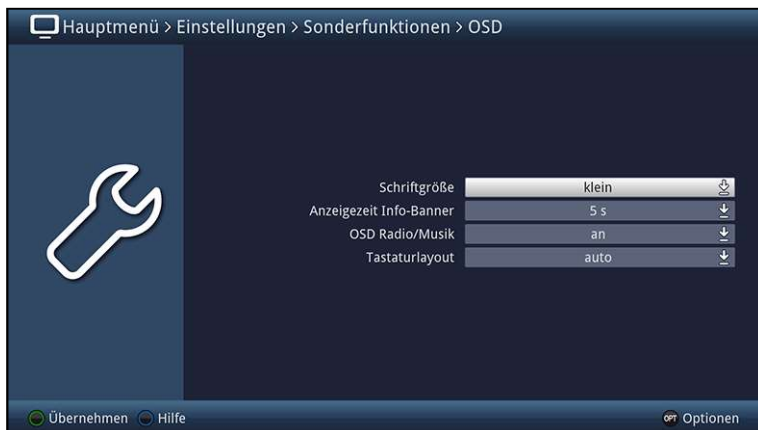 Hauptmenü > Einstellungen > Sonderfunktionen > OSD
Schriftgröße klein
Anzeigezeit Info-Banner 5 s
OSD Radio/Musik an
Tastaturlayout auto
Übernehmen Hilfe OPT Optionen